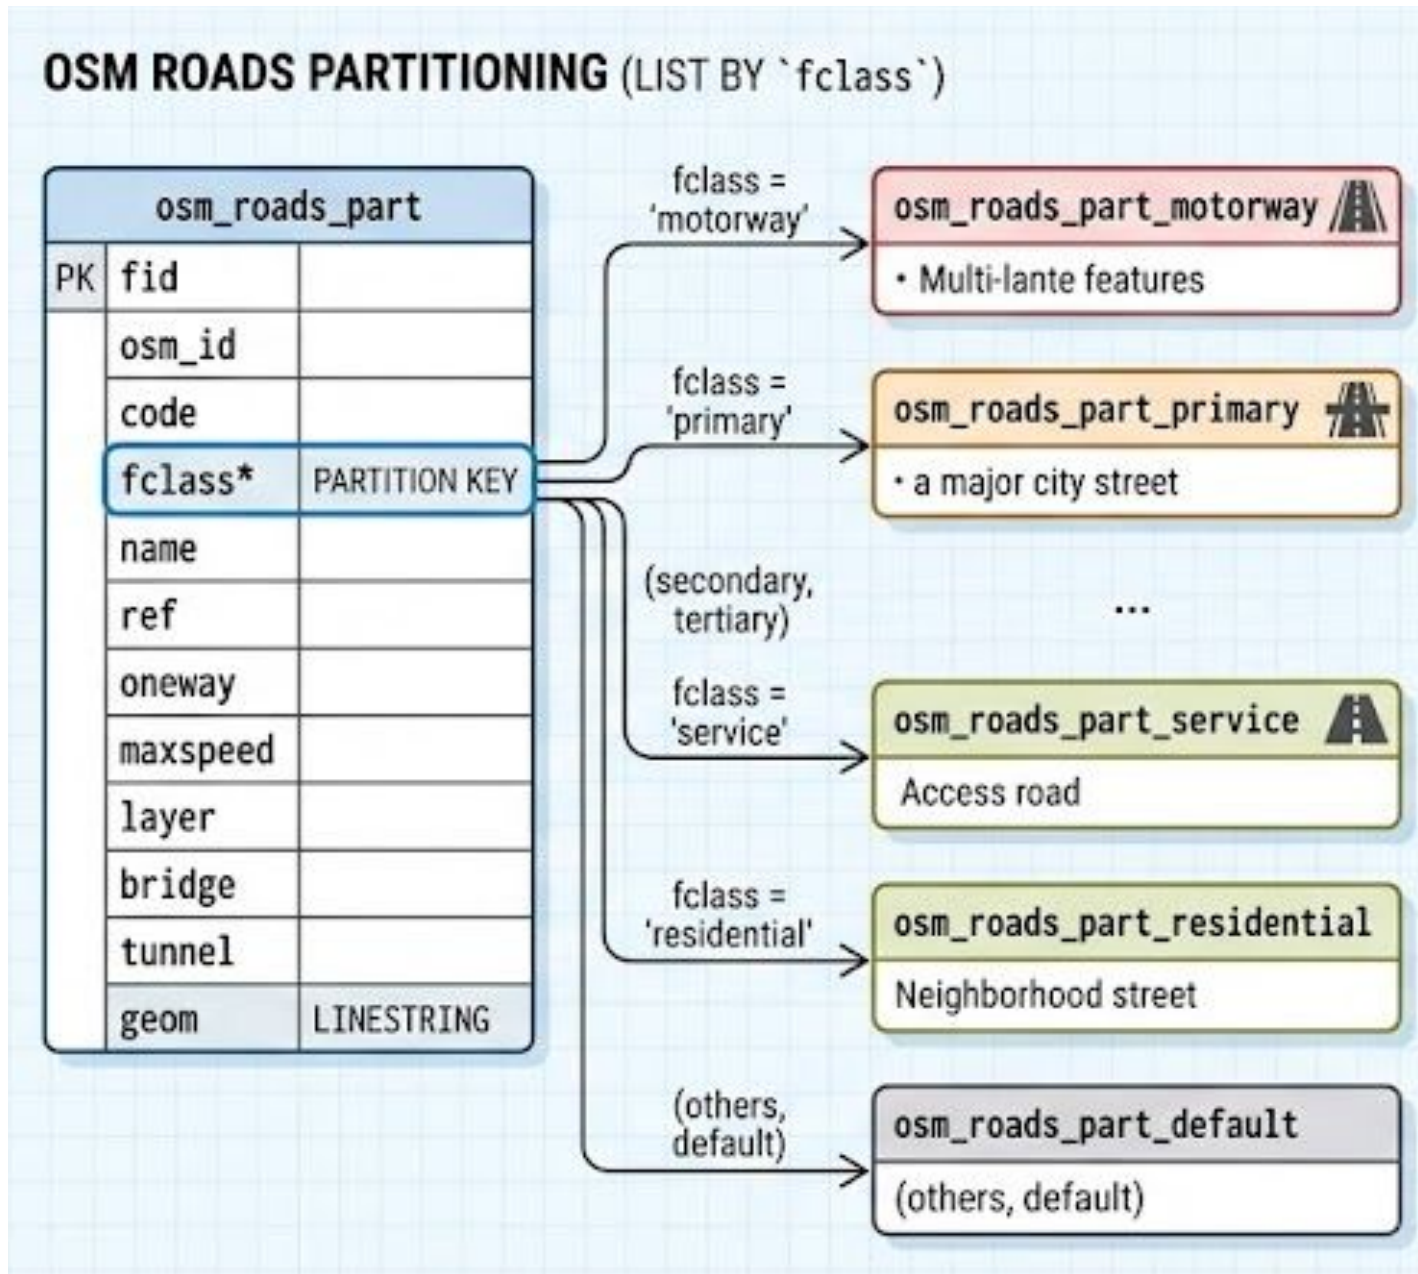 OSM ROADS PARTITIONING (LIST BY `fclass`)
osm_roads_part
PK fid
osm_id
code
fclass* PARTITION KEY
name
ref
oneway
maxspeed
layer
bridge
tunnel
geom LINESTRING
fclass =
'motorway'
osm_roads_part_motorway
• Multi-lante features
fclass =
'primary'
osm_roads_part_primary
• a major city street
(secondary,
tertiary)
...
fclass =
'service'
osm_roads_part_service
Access road
fclass =
'residential'
osm_roads_part_residential
Neighborhood street
(others,
default)
osm_roads_part_default
(others, default)